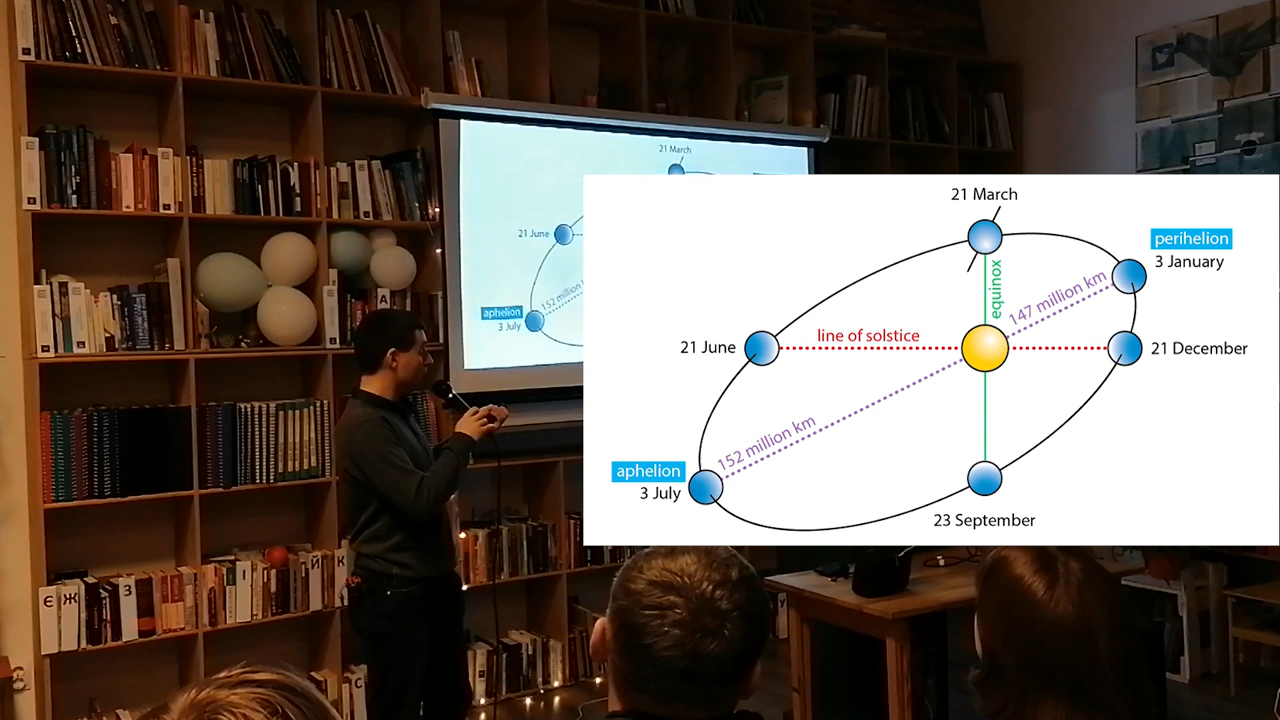 21 March
21 June
aphelion
3 July
152 million
А
Є
Ж
З
І
Й
К
С
21 March
perihelion
3 January
equinox
147 million km
line of solstice
21 June
21 December
152 million km
aphelion
3 July
23 September